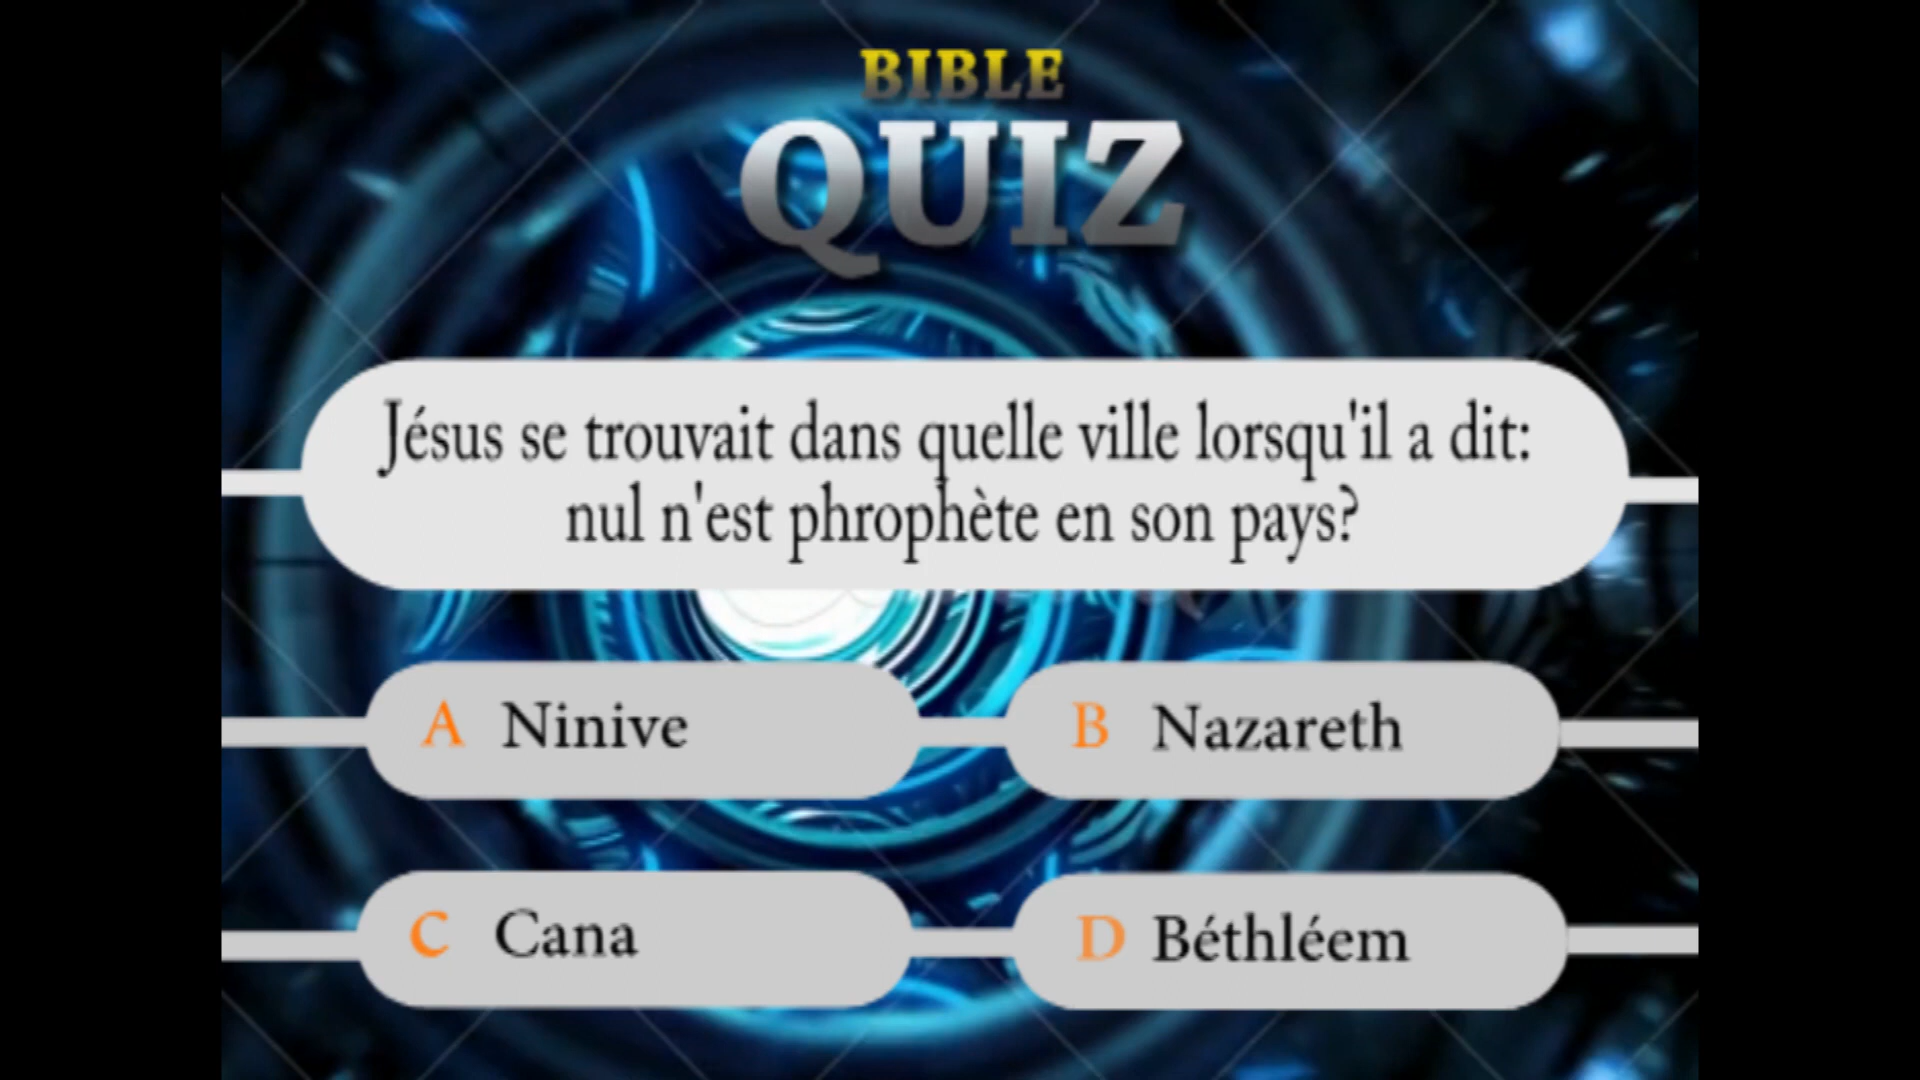 BIBLE
QUIZ
Jésus se trouvait dans quelle ville lorsqu'il a dit:
nul n'est phrophète en son pays?
A Ninive
B Nazareth
C Cana
D Béthléem